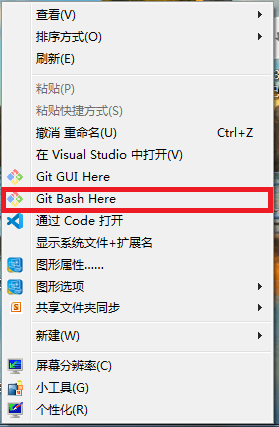 查看(V)
排序方式(O)
刷新(E)
粘贴(P)
粘贴快捷方式(S)
撤消 重命名(U) Ctrl+Z
在 Visual Studio 中打开(V)
Git GUI Here
Git Bash Here
通过 Code 打开
显示系统文件+扩展名
图形属性......
图形选项
共享文件夹同步
新建(W)
屏幕分辨率(C)
小工具(G)
个性化(R)